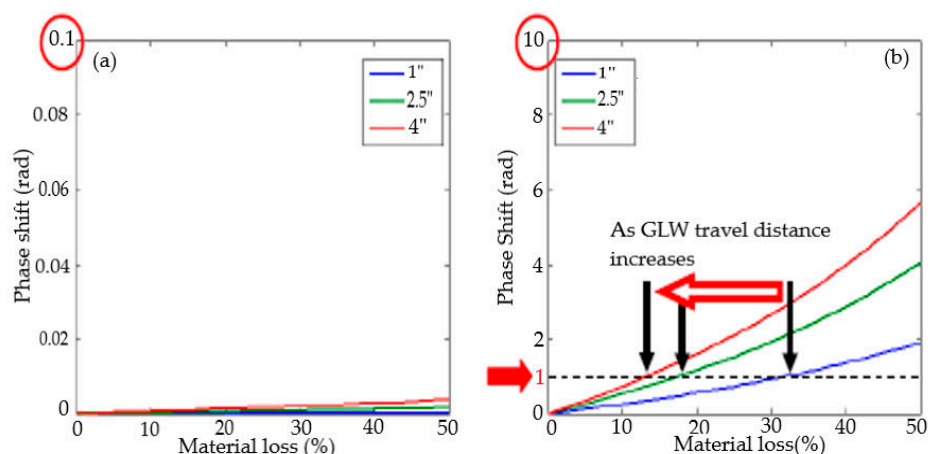 0.1
(a)
1"
2.5"
4"
0.08
0.06
0.04
0.02
0
Phase shift (rad)
0 10 20 30 40 50
Material loss (%)
10
(b)
1"
2.5"
4"
8
6
4
2
1
0
Phase Shift (rad)
As GLW travel distance
increases
0 10 20 30 40 50
Material loss(%)